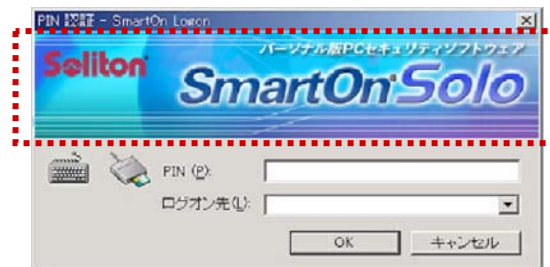 PIN 認証 - SmartOn Logon
パーソナル版PCセキュリティソフトウェア
Soliton
SmartOn Solo
PIN (P):
ログオン先(L):
OK
キャンセル